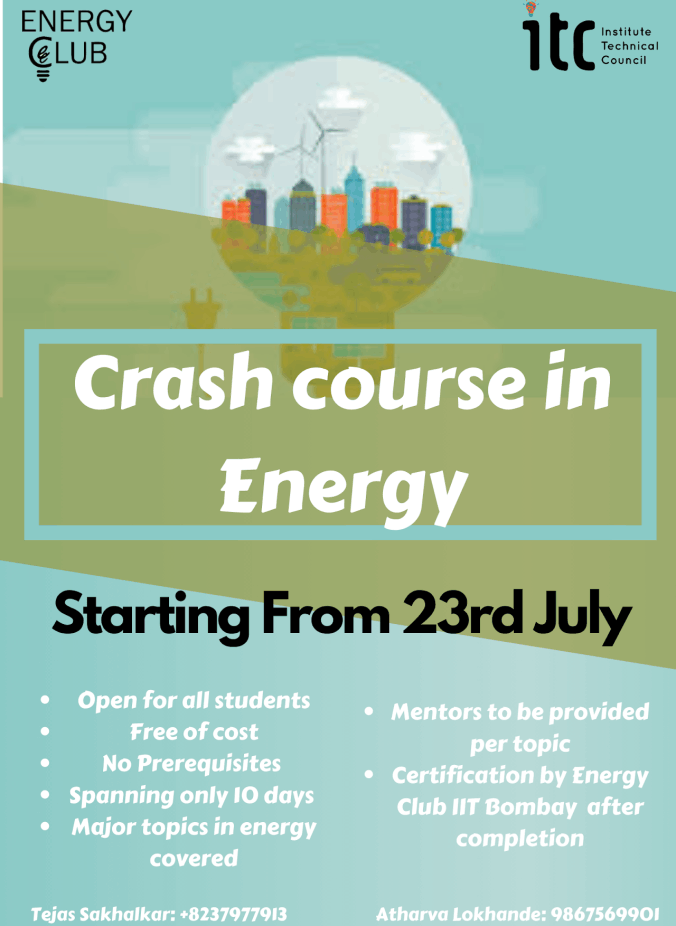 ENERGY
CLUB
itc Institute
Technical
Council
Crash course in
Energy
Starting From 23rd July
• Open for all students
• Free of cost
• No Prerequisites
• Spanning only 10 days
• Major topics in energy
covered
• Mentors to be provided
per topic
• Certification by Energy
Club IIT Bombay after
completion
Tejas Sakhalkar: +8237977913
Atharva Lokhande: 9867569901